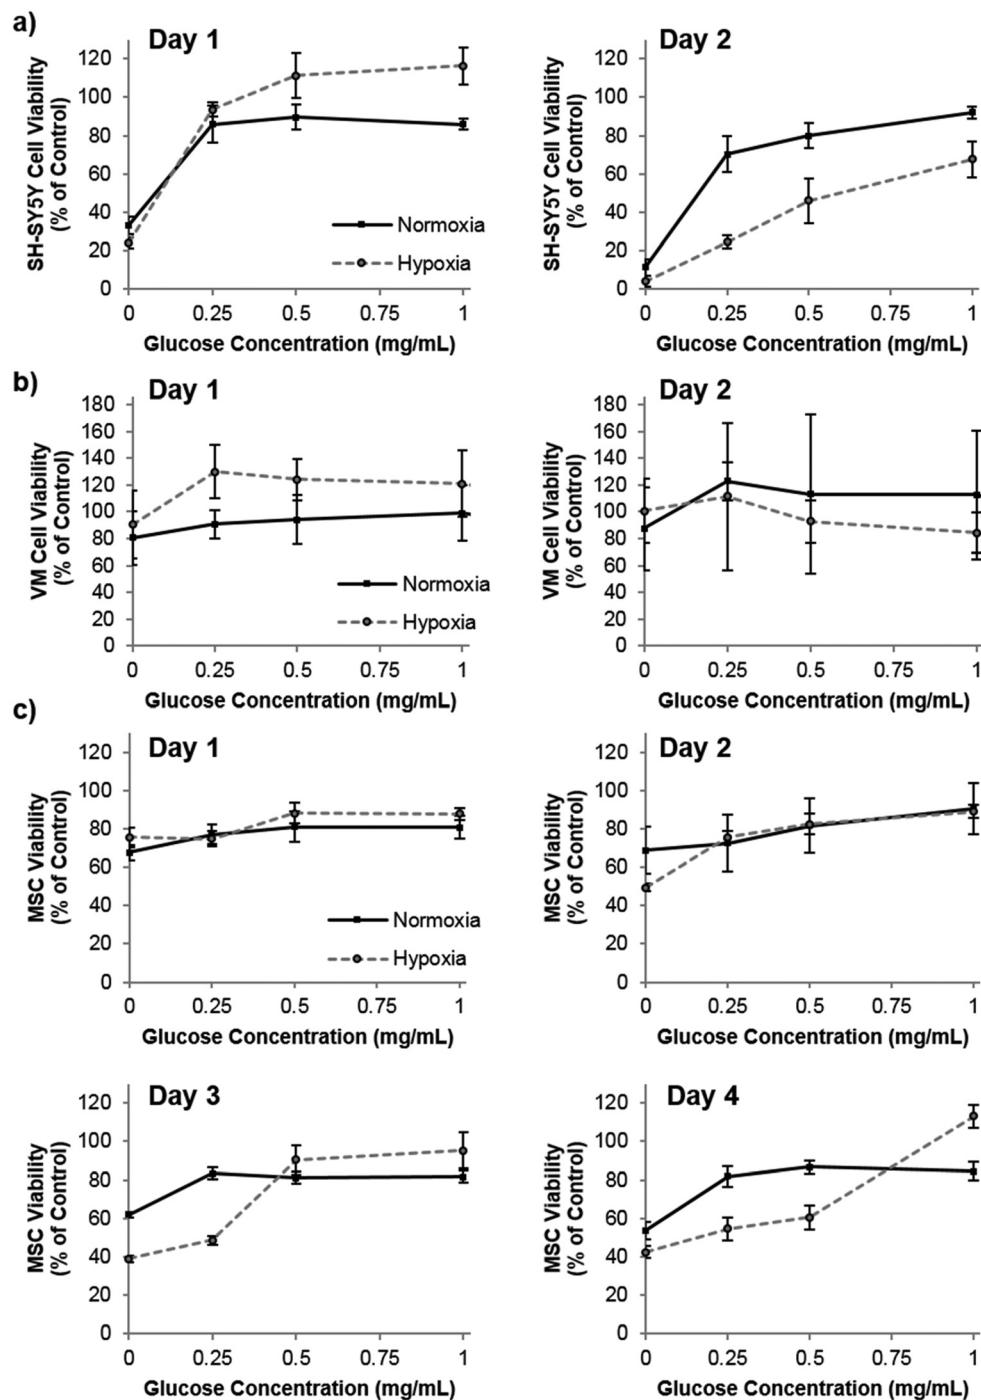 a)
Day 1
120
100
80
60
40
20
0
SH-SY5Y Cell Viability
(% of Control)
Normoxia
Hypoxia
0 0.25 0.5 0.75 1
Glucose Concentration (mg/mL)
Day 2
120
100
80
60
40
20
0
SH-SY5Y Cell Viability
(% of Control)
0 0.25 0.5 0.75 1
Glucose Concentration (mg/mL)
b)
Day 1
180
160
140
120
100
80
60
40
20
0
VM Cell Viability
(% of Control)
Normoxia
Hypoxia
0 0.25 0.5 0.75 1
Glucose Concentration (mg/mL)
Day 2
180
160
140
120
100
80
60
40
20
0
VM Cell Viability
(% of Control)
0 0.25 0.5 0.75 1
Glucose Concentration (mg/mL)
c)
Day 1
120
100
80
60
40
20
0
MSC Viability
(% of Control)
Normoxia
Hypoxia
0 0.25 0.5 0.75 1
Glucose Concentration (mg/mL)
Day 2
120
100
80
60
40
20
0
MSC Viability
(% of Control)
0 0.25 0.5 0.75 1
Glucose Concentration (mg/mL)
Day 3
120
100
80
60
40
20
0
MSC Viability
(% of Control)
0 0.25 0.5 0.75 1
Glucose Concentration (mg/mL)
Day 4
120
100
80
60
40
20
0
MSC Viability
(% of Control)
0 0.25 0.5 0.75 1
Glucose Concentration (mg/mL)